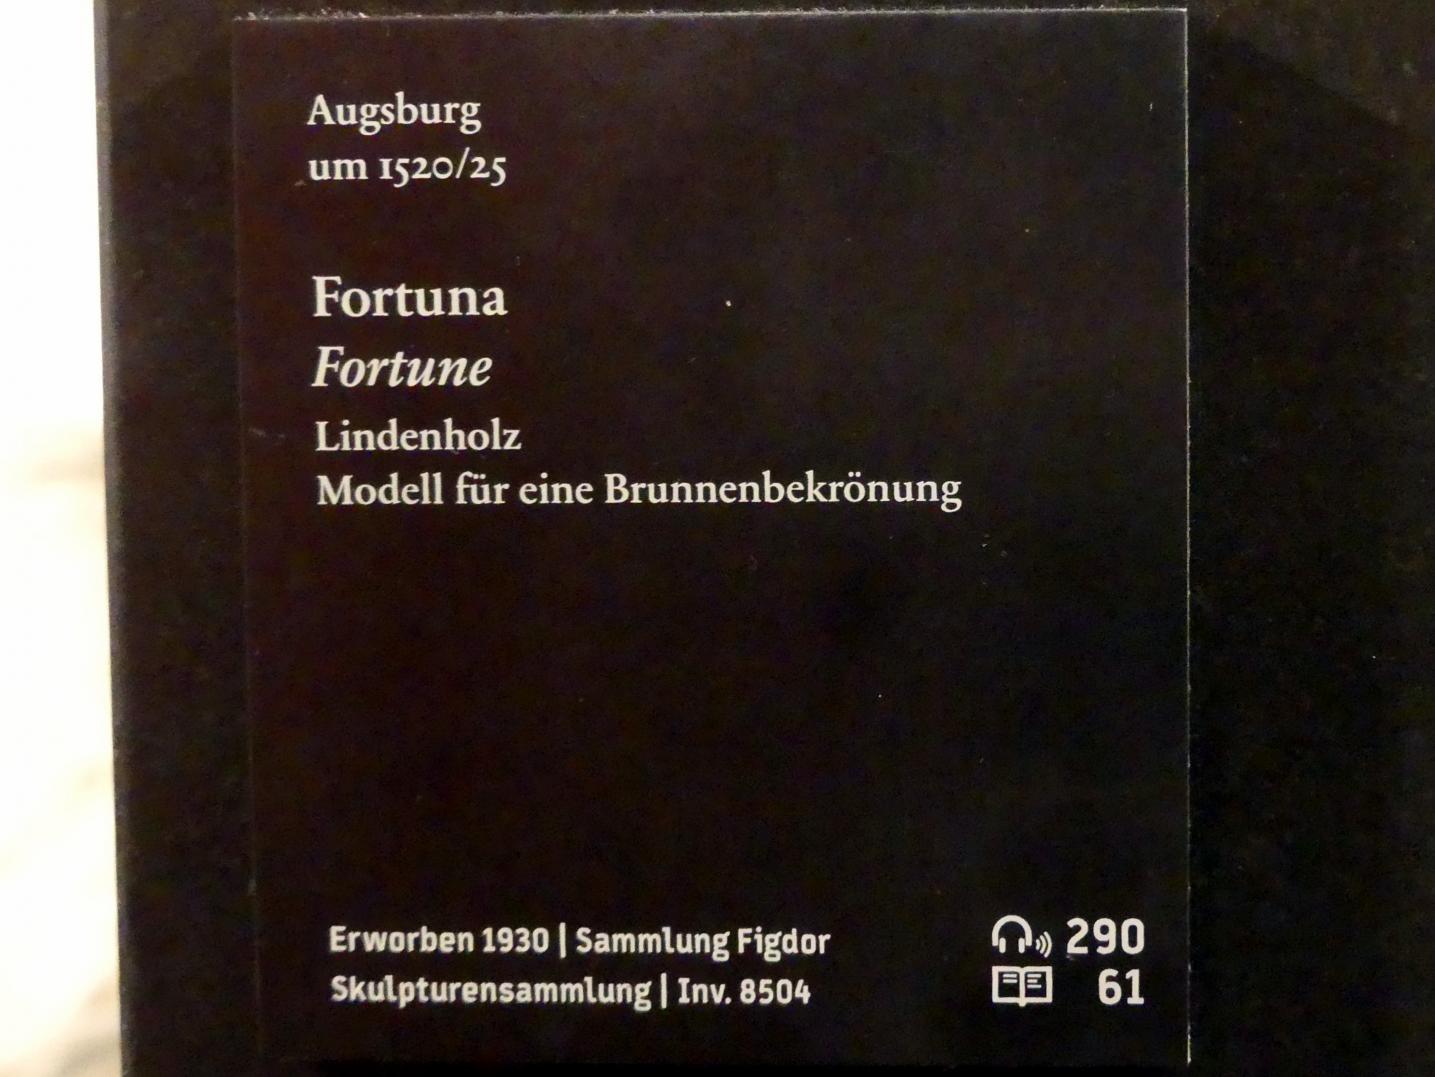 Augsburg
um 1520/25
Fortuna
Fortune
Lindenholz
Modell für eine Brunnenbekrönung
Erworben 1930 | Sammlung Figdor
Skulpturensammlung | Inv. 8504
290
61